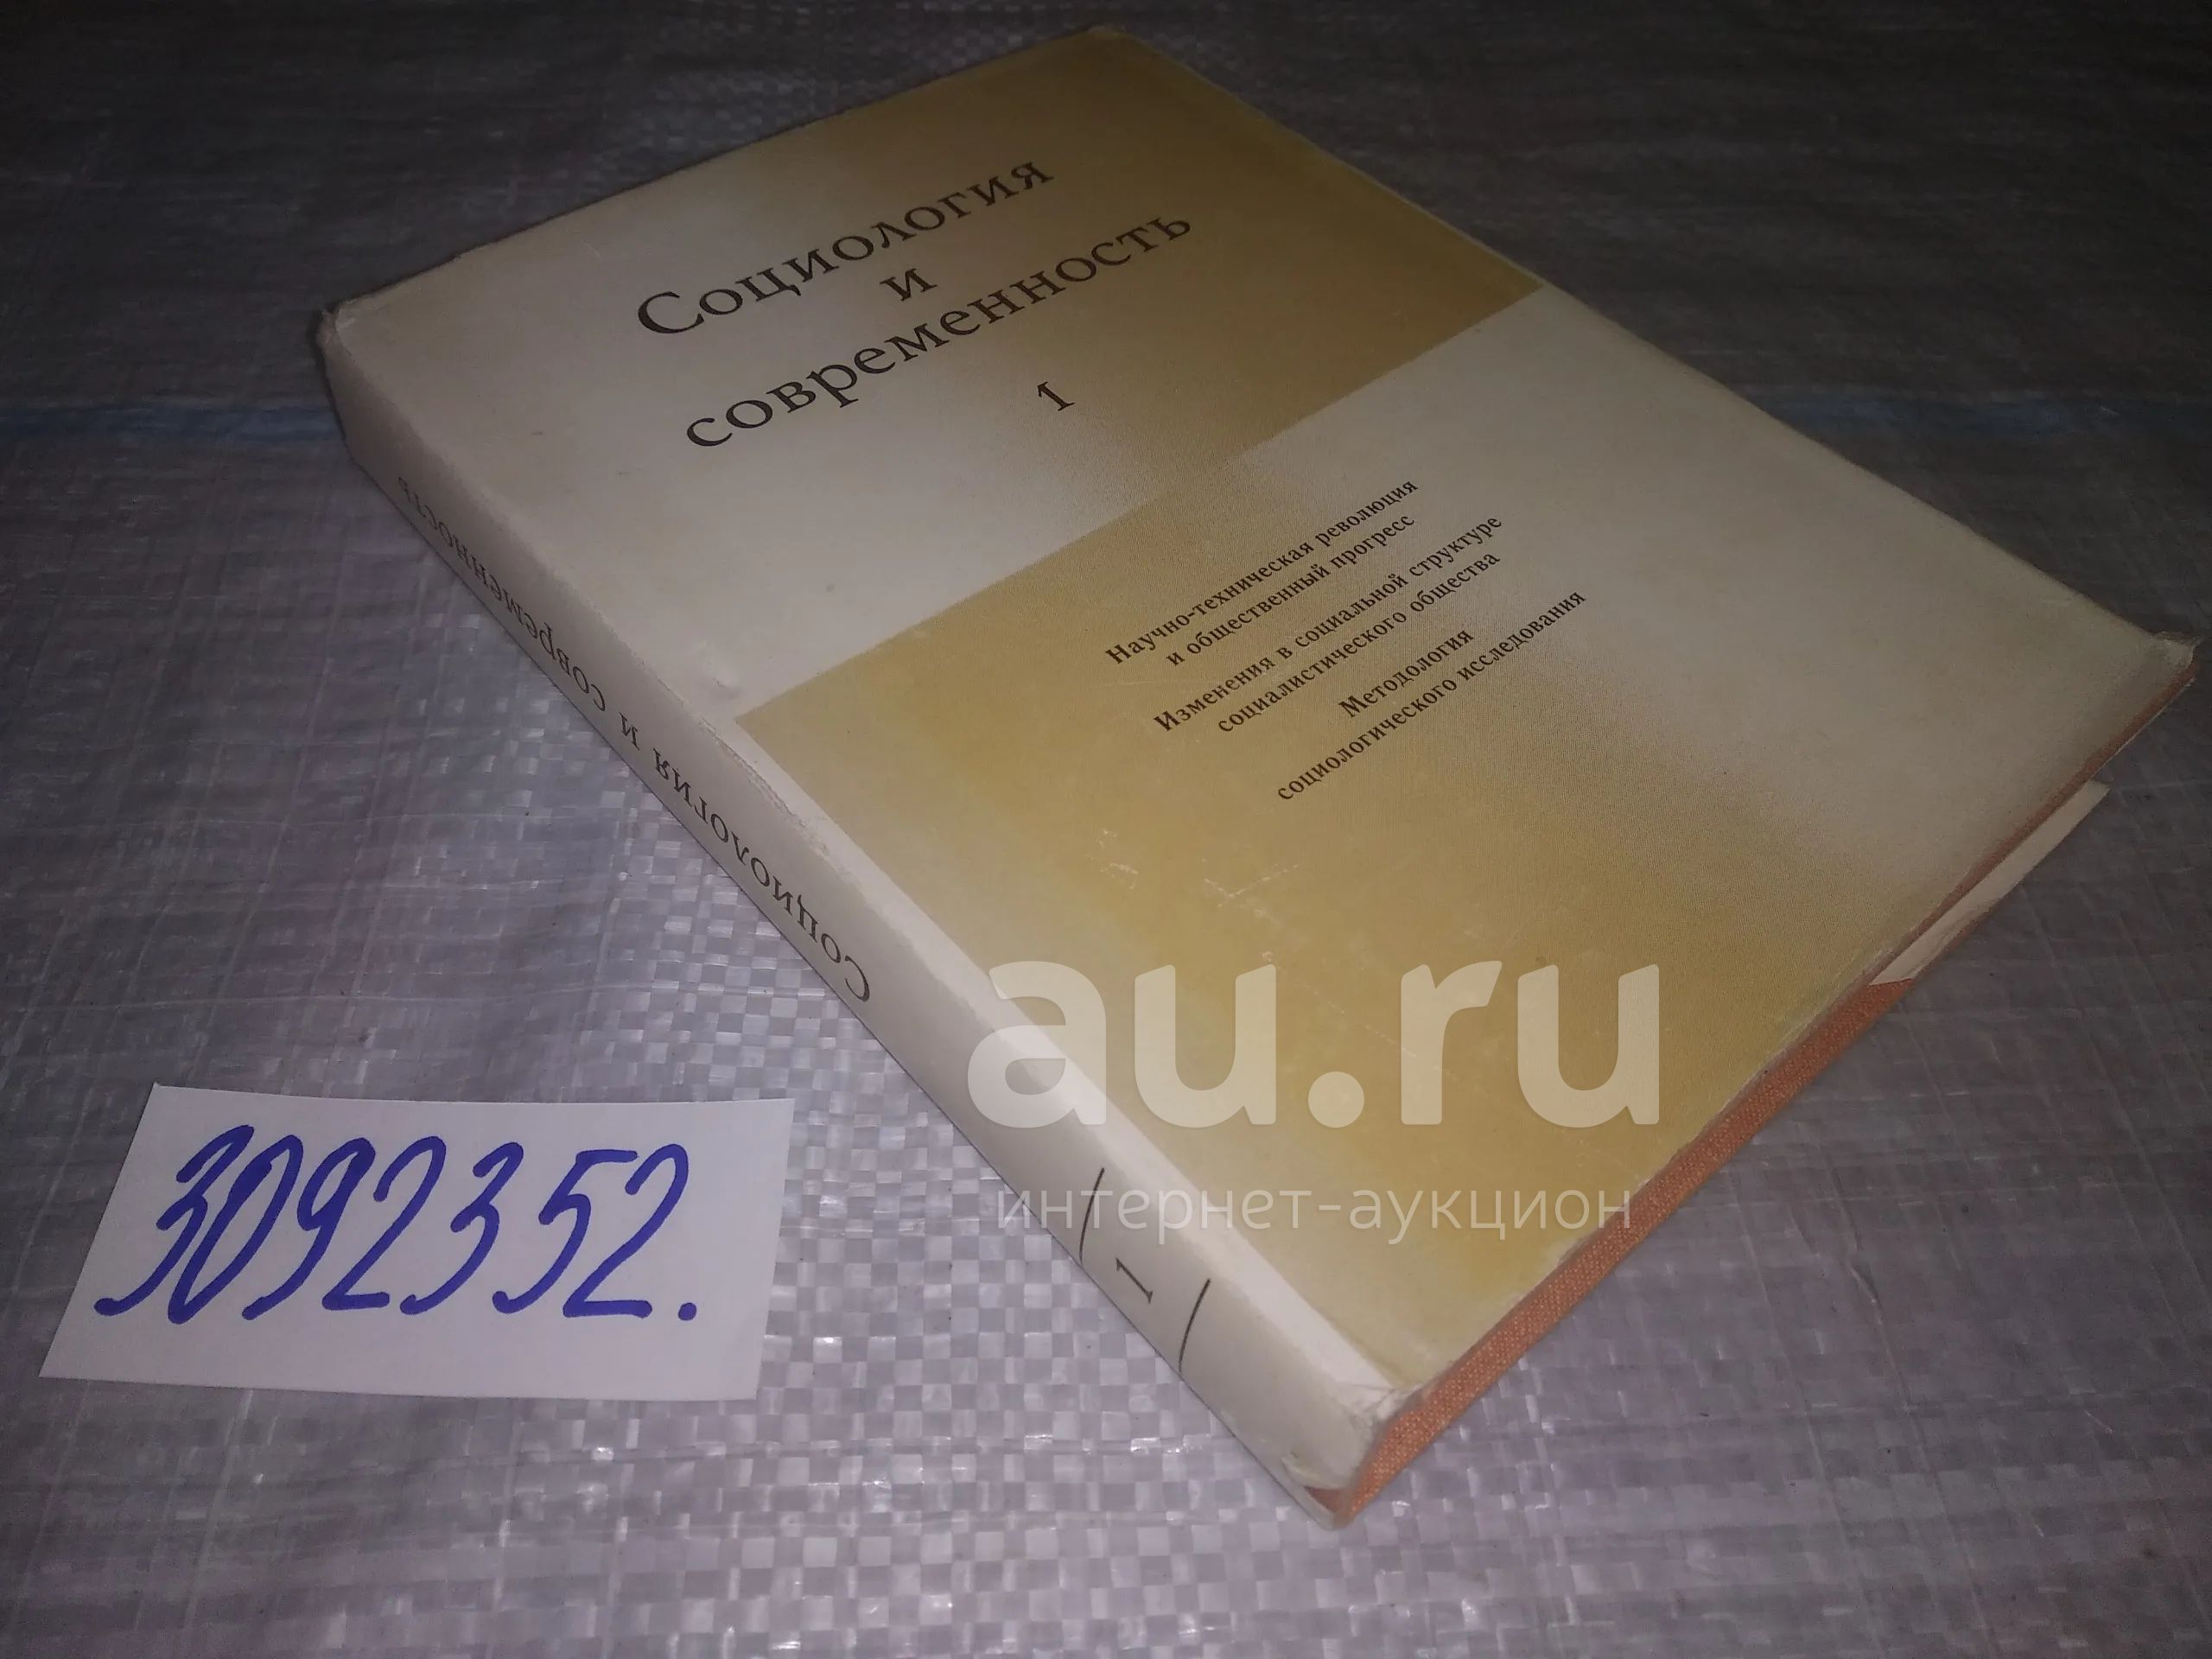 Социология
и
современность
1
Научно-техническая революция
и общественный прогресс
Изменения в социальной структуре
социалистического общества
Методология
социологического исследования
Социология и современность
1
3092352.
au.ru
интернет-аукцион